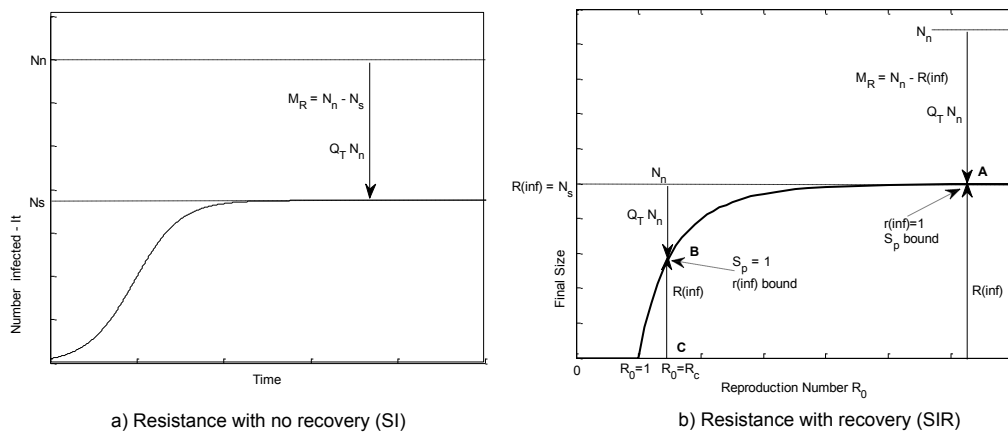 Nn
M_R = N_n - N_s
Q_T N_n
Ns
Number infected - It
Time
a) Resistance with no recovery (SI)
N_n
M_R = N_n - R(inf)
Q_T N_n
A
R(inf) = N_s
N_n
r(inf)=1
S_p bound
Q_T N_n
B
S_p = 1
r(inf) bound
R(inf)
R(inf)
Final Size
C
0
R_0=1
R_0=R_c
Reproduction Number R_0
b) Resistance with recovery (SIR)